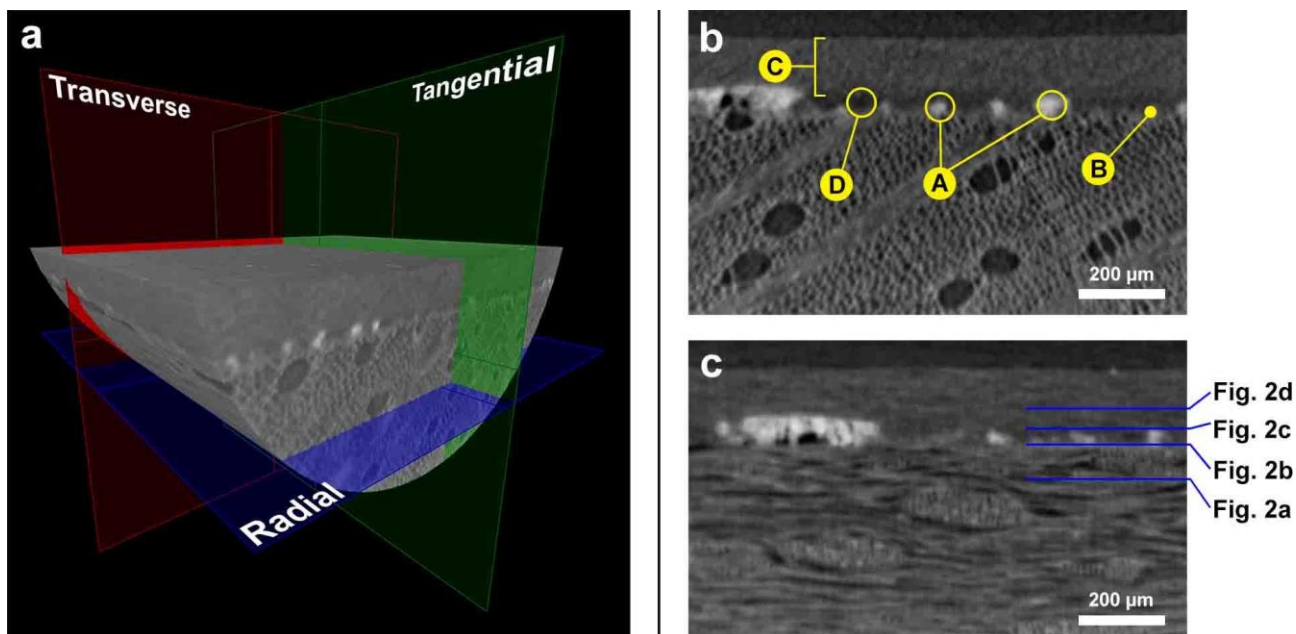 a
Transverse
Tangential
Radial
b
C
D
A
B
200 µm
c
Fig. 2d
Fig. 2c
Fig. 2b
Fig. 2a
200 µm